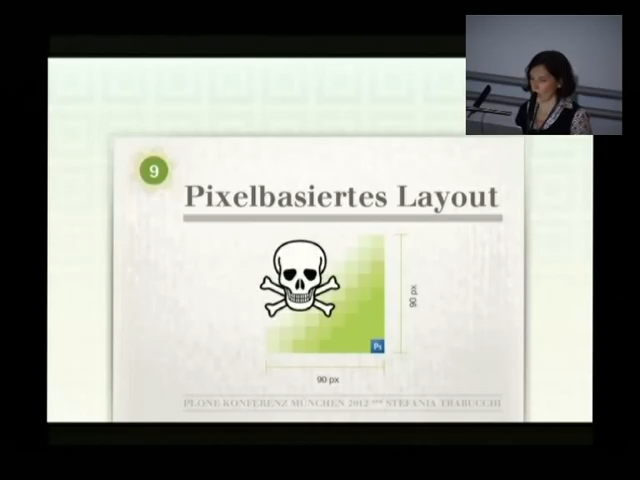 9
Pixelbasiertes Layout
90 px
Ps
90 px
PLONE KONFERENZ MÜNCHEN 2012 STEFANIA TRABUCCHI